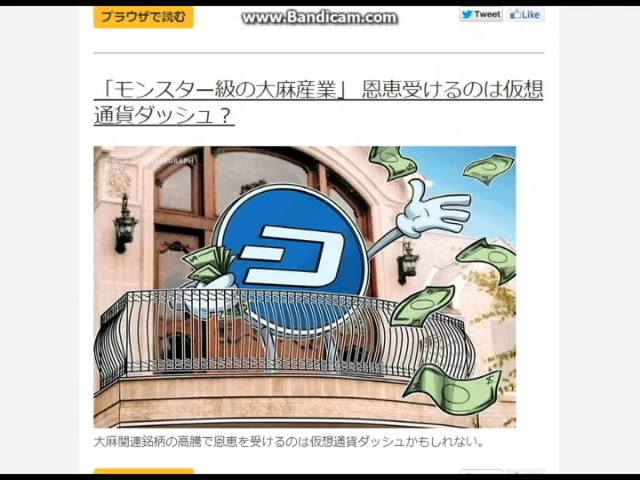 ブラウザで読む
www.Bandicam.com
Tweet
Like
「モンスター級の大麻産業」 恩恵受けるのは仮想
通貨ダッシュ？
大麻関連銘柄の高騰で恩恵を受けるのは仮想通貨ダッシュかもしれない。